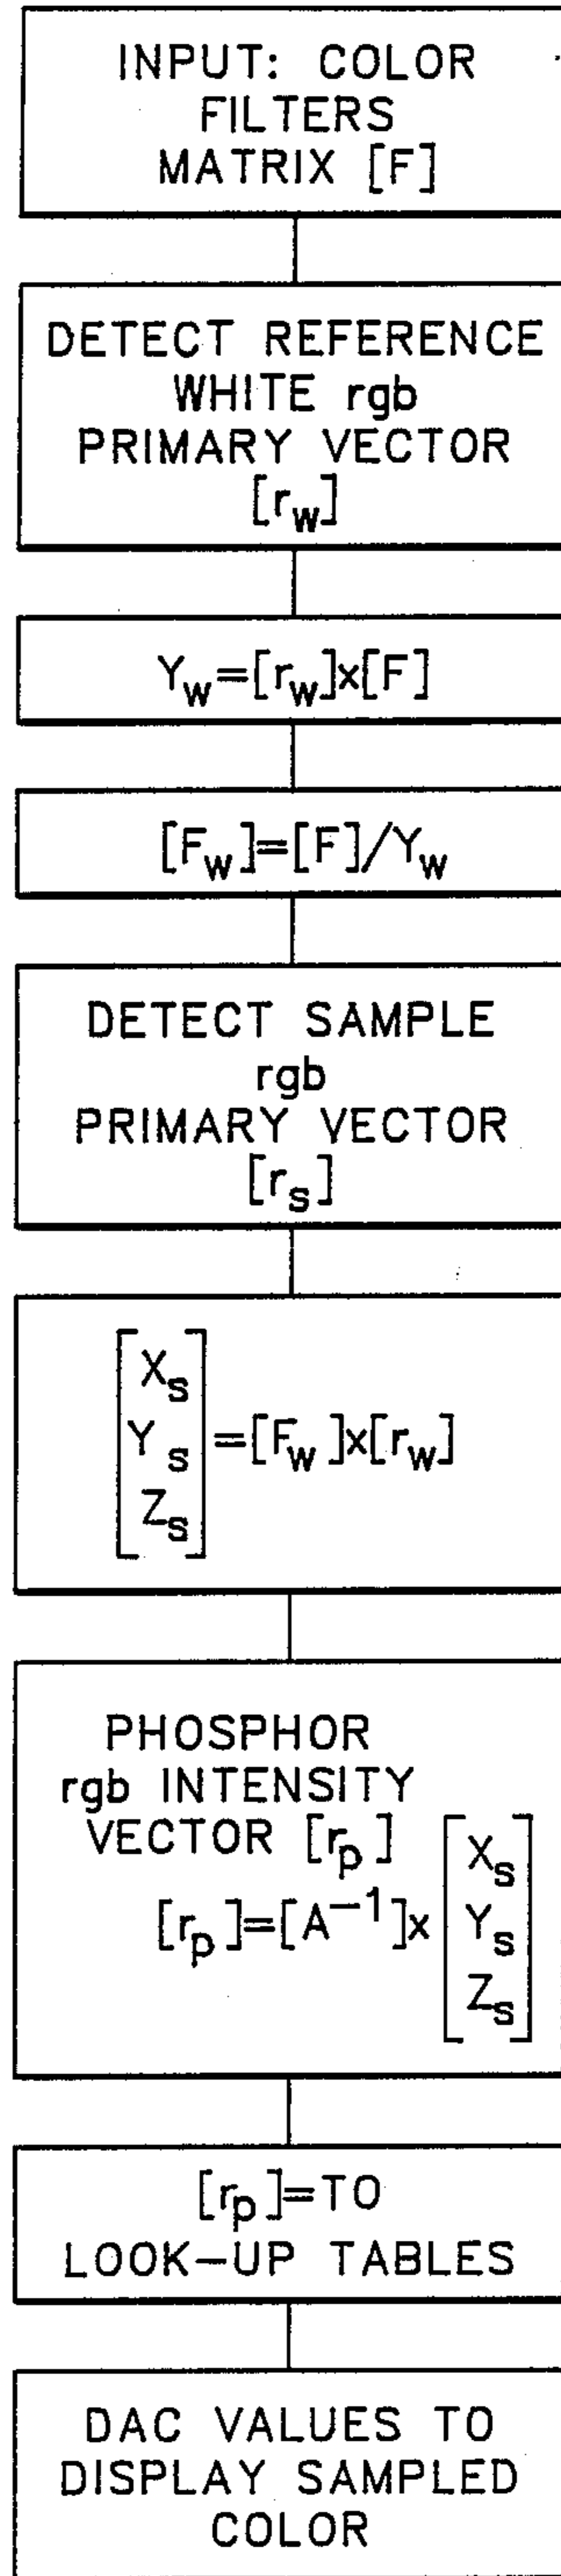 INPUT: COLOR
FILTERS
MATRIX [F]
DETECT REFERENCE
WHITE rgb
PRIMARY VECTOR
[r_w]
Y_w=[r_w]x[F]
[F_w]=[F]/Y_w
DETECT SAMPLE
rgb
PRIMARY VECTOR
[r_s]
[X_s
Y_s
Z_s]=[F_w]x[r_w]
PHOSPHOR
rgb INTENSITY
VECTOR [r_p]
[r_p]=[A^-1]x[X_s
Y_s
Z_s]
[r_p]=TO
LOOK-UP TABLES
DAC VALUES TO
DISPLAY SAMPLED
COLOR